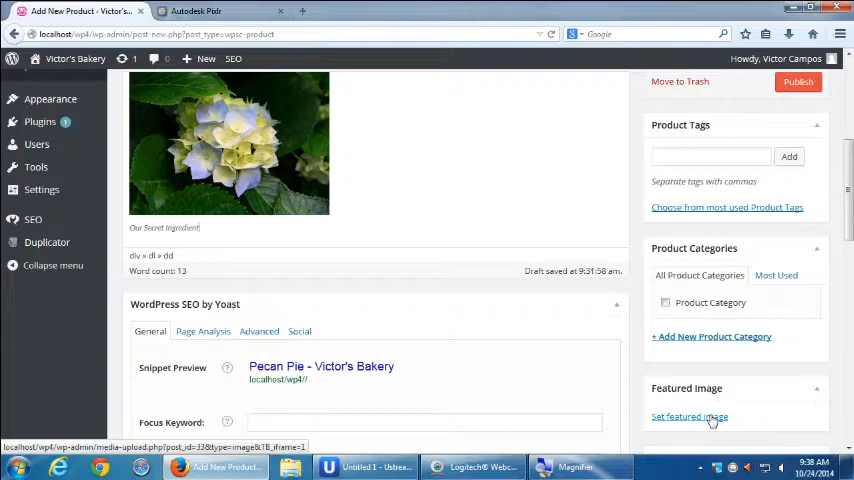 Add New Product ‹ Victor's...
Autodesk Pixlr
localhost/wp4/wp-admin/post-new.php?post_type=wpsc-product
Google
Victor's Bakery
1
0
New
SEO
Howdy, Victor Campos
Appearance
Plugins 1
Users
Tools
Settings
SEO
Duplicator
Collapse menu
Our Secret Ingredient
div » dl » dd
Word count: 13
Draft saved at 9:31:58 am.
WordPress SEO by Yoast
General
Page Analysis
Advanced
Social
Snippet Preview
?
Pecan Pie - Victor's Bakery
localhost/wp4//
Focus Keyword:
?
Move to Trash
Publish
Product Tags
Add
Separate tags with commas
Choose from most used Product Tags
Product Categories
All Product Categories
Most Used
Product Category
+ Add New Product Category
Featured Image
Set featured image
localhost/wp4/wp-admin/media-upload.php?post_id=33&type=image&TB_iframe=1
Add New Product...
Untitled 1 - Ustrea...
Logitech® Webc...
Magnifier
9:38 AM
10/24/2014